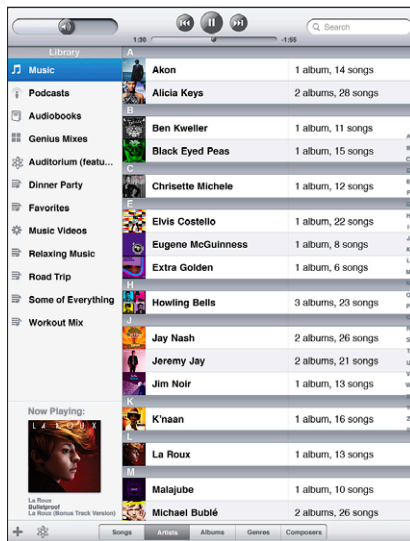 1:30
-1:55
Search
Library
Music
Podcasts
Audiobooks
Genius Mixes
Auditorium (featu...
Dinner Party
Favorites
Music Videos
Relaxing Music
Road Trip
Some of Everything
Workout Mix
Now Playing:
LA ROUX
La Roux
Bulletproof
La Roux (Bonus Track Version)
A
Akon 1 album, 14 songs
Alicia Keys 2 albums, 28 songs
B
Ben Kweller 1 album, 11 songs
Black Eyed Peas 1 album, 15 songs
C
Chrisette Michele 1 album, 12 songs
E
Elvis Costello 1 album, 22 songs
Eugene McGuinness 1 album, 8 songs
Extra Golden 1 album, 6 songs
H
Howling Bells 3 albums, 23 songs
J
Jay Nash 2 albums, 26 songs
Jeremy Jay 2 albums, 21 songs
Jim Noir 1 album, 13 songs
K
K'naan 1 album, 16 songs
L
La Roux 1 album, 13 songs
M
Malajube 1 album, 10 songs
Michael Bublé 2 albums, 26 songs
Songs Artists Albums Genres Composers